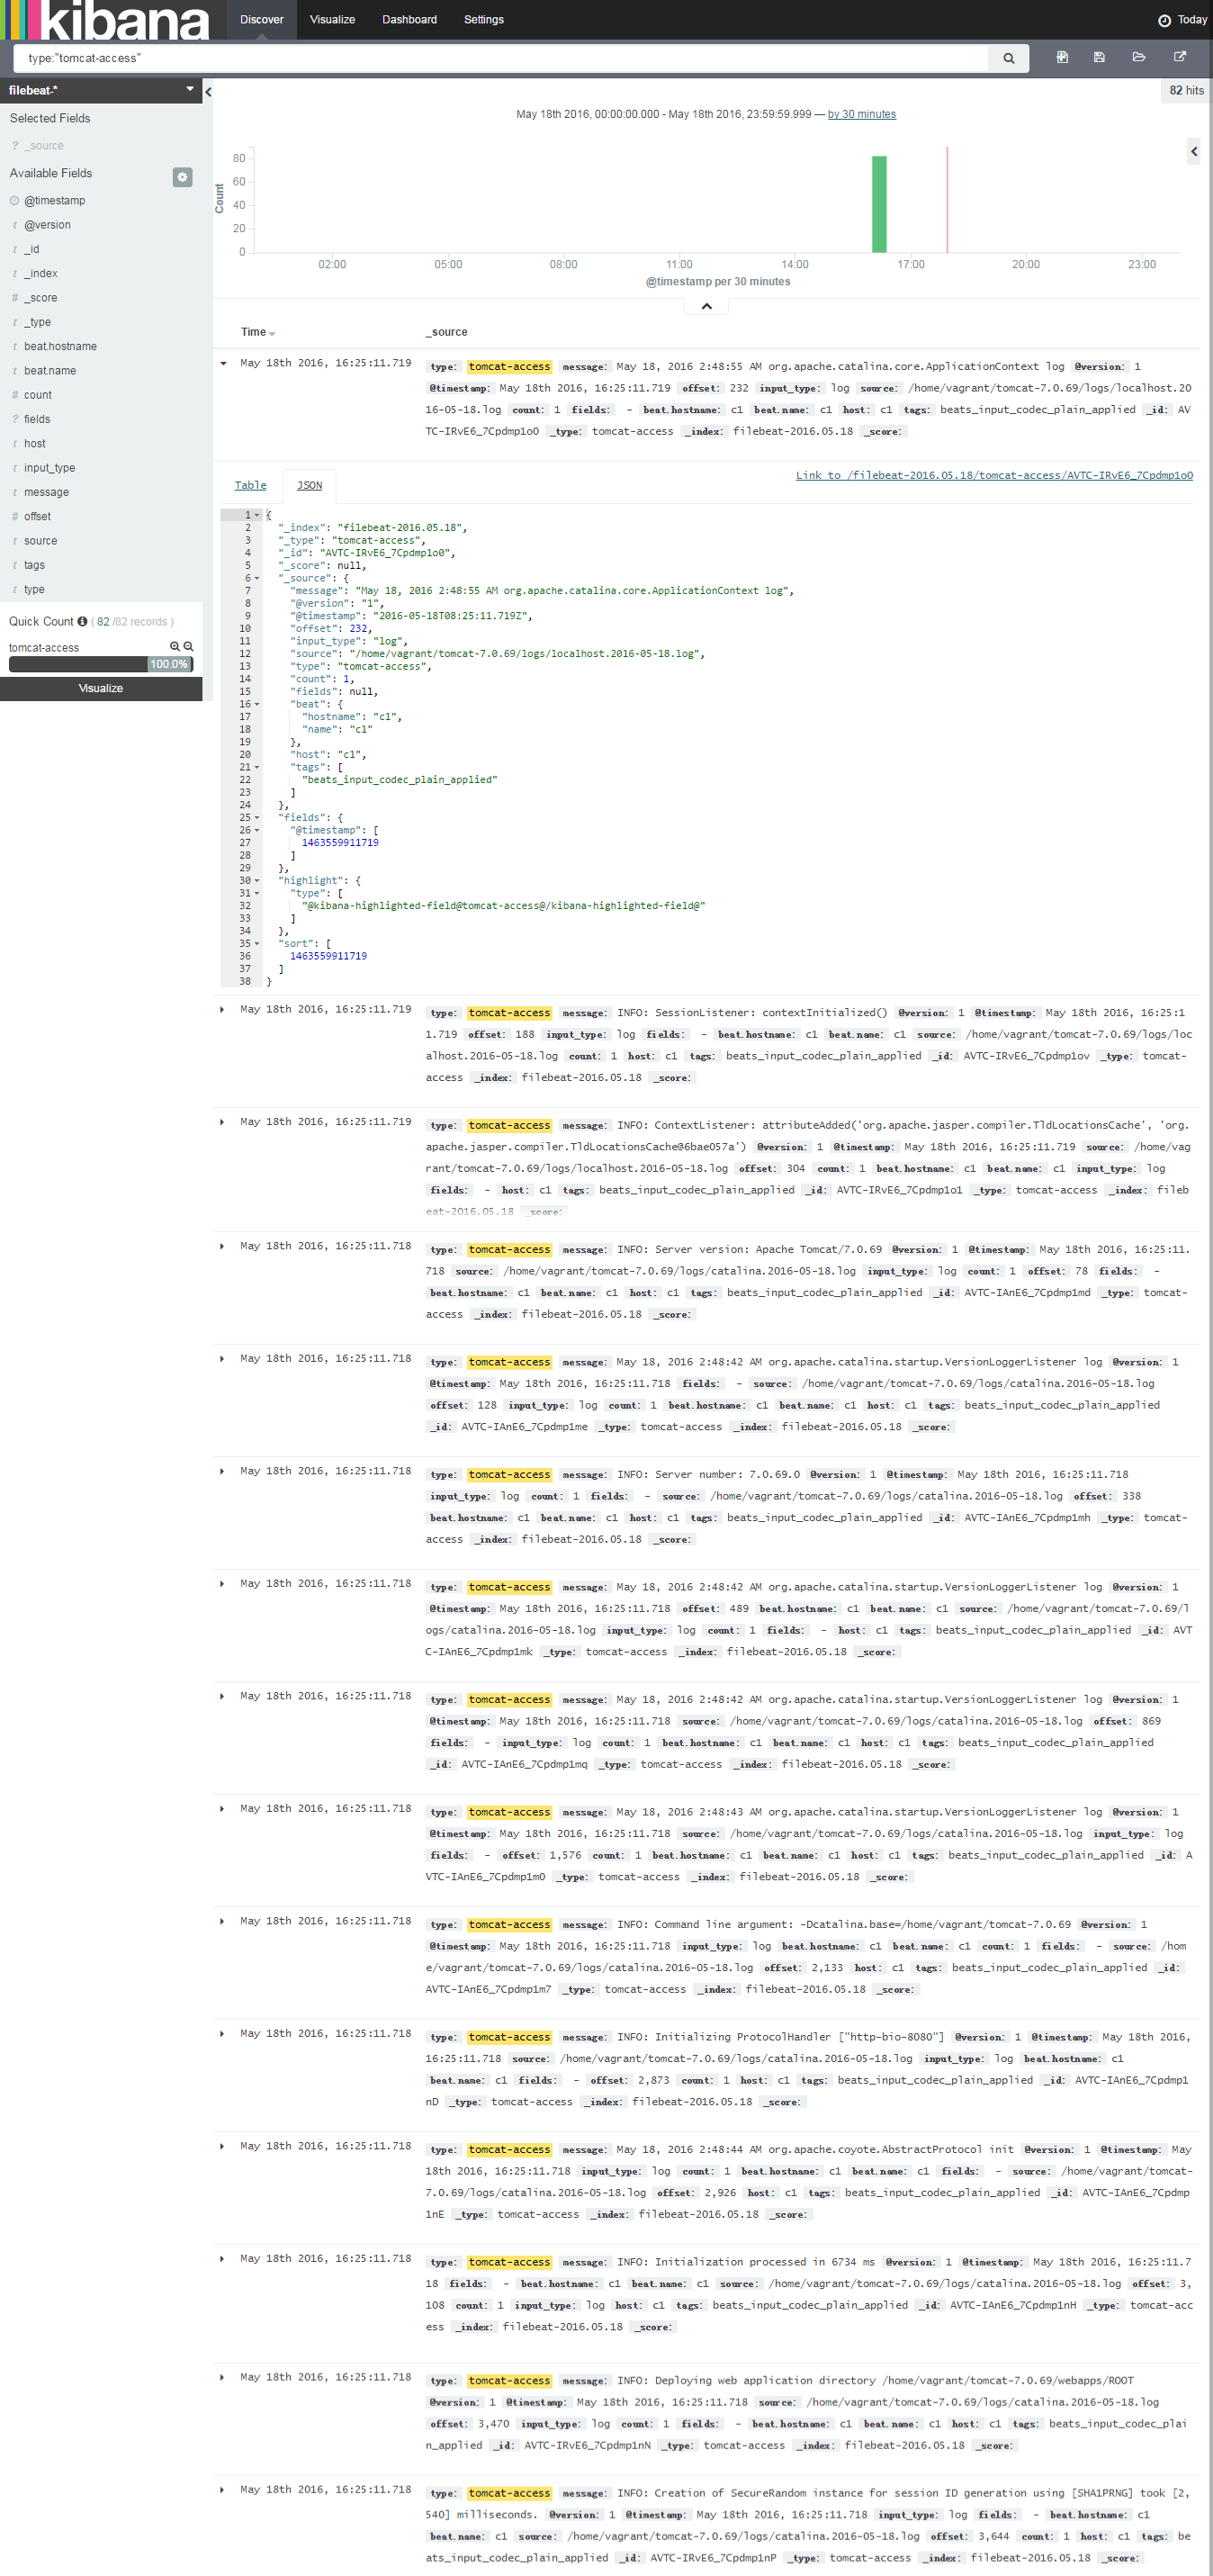 kibana Discover Visualize Dashboard Settings Today
type:"tomcat-access"
filebeat-* 82 hits
Selected Fields
? _source
Available Fields
@timestamp
t @version
t _id
t _index
# _score
t _type
t beat.hostname
t beat.name
# count
? fields
t host
t input_type
t message
# offset
t source
t tags
t type
Quick Count ( 82 /82 records )
tomcat-access
100.0%
Visualize
May 18th 2016, 00:00:00.000 - May 18th 2016, 23:59:59.999 — by 30 minutes
Count
80
60
40
20
0
02:00 05:00 08:00 11:00 14:00 17:00 20:00 23:00
@timestamp per 30 minutes
Time _source
May 18th 2016, 16:25:11.719 type: tomcat-access message: May 18, 2016 2:48:55 AM org.apache.catalina.core.ApplicationContext log @version: 1
@timestamp: May 18th 2016, 16:25:11.719 offset: 232 input_type: log source: /home/vagrant/tomcat-7.0.69/logs/localhost.20
16-05-18.log count: 1 fields: - beat.hostname: c1 beat.name: c1 host: c1 tags: beats_input_codec_plain_applied _id: AV
TC-IRvE6_7Cpdmp1o0 _type: tomcat-access _index: filebeat-2016.05.18 _score:
Table JSON Link to /filebeat-2016.05.18/tomcat-access/AVTC-IRvE6_7Cpdmp1o0
1 {
2 "_index": "filebeat-2016.05.18",
3 "_type": "tomcat-access",
4 "_id": "AVTC-IRvE6_7Cpdmp1o0",
5 "_score": null,
6 "_source": {
7 "message": "May 18, 2016 2:48:55 AM org.apache.catalina.core.ApplicationContext log",
8 "@version": "1",
9 "@timestamp": "2016-05-18T08:25:11.719Z",
10 "offset": 232,
11 "input_type": "log",
12 "source": "/home/vagrant/tomcat-7.0.69/logs/localhost.2016-05-18.log",
13 "type": "tomcat-access",
14 "count": 1,
15 "fields": null,
16 "beat": {
17 "hostname": "c1",
18 "name": "c1"
19 },
20 "host": "c1",
21 "tags": [
22 "beats_input_codec_plain_applied"
23 ]
24 },
25 "fields": {
26 "@timestamp": [
27 1463559911719
28 ]
29 },
30 "highlight": {
31 "type": [
32 "@kibana-highlighted-field@tomcat-access@/kibana-highlighted-field@"
33 ]
34 },
35 "sort": [
36 1463559911719
37 ]
38 }
May 18th 2016, 16:25:11.719 type: tomcat-access message: INFO: SessionListener: contextInitialized() @version: 1 @timestamp: May 18th 2016, 16:25:1
1.719 offset: 188 input_type: log fields: - beat.hostname: c1 beat.name: c1 source: /home/vagrant/tomcat-7.0.69/logs/loc
alhost.2016-05-18.log count: 1 host: c1 tags: beats_input_codec_plain_applied _id: AVTC-IRvE6_7Cpdmp1ov _type: tomcat-
access _index: filebeat-2016.05.18 _score:
May 18th 2016, 16:25:11.719 type: tomcat-access message: INFO: ContextListener: attributeAdded('org.apache.jasper.compiler.TldLocationsCache', 'org.
apache.jasper.compiler.TldLocationsCache@6bae057a') @version: 1 @timestamp: May 18th 2016, 16:25:11.719 source: /home/vag
rant/tomcat-7.0.69/logs/localhost.2016-05-18.log offset: 304 count: 1 beat.hostname: c1 beat.name: c1 input_type: log
fields: - host: c1 tags: beats_input_codec_plain_applied _id: AVTC-IRvE6_7Cpdmp1o1 _type: tomcat-access _index: fileb
eat-2016.05.18 _score:
May 18th 2016, 16:25:11.718 type: tomcat-access message: INFO: Server version: Apache Tomcat/7.0.69 @version: 1 @timestamp: May 18th 2016, 16:25:11.
718 source: /home/vagrant/tomcat-7.0.69/logs/catalina.2016-05-18.log input_type: log count: 1 offset: 78 fields: -
beat.hostname: c1 beat.name: c1 host: c1 tags: beats_input_codec_plain_applied _id: AVTC-IAnE6_7Cpdmp1md _type: tomcat-
access _index: filebeat-2016.05.18 _score:
May 18th 2016, 16:25:11.718 type: tomcat-access message: May 18, 2016 2:48:42 AM org.apache.catalina.startup.VersionLoggerListener log @version: 1
@timestamp: May 18th 2016, 16:25:11.718 fields: - source: /home/vagrant/tomcat-7.0.69/logs/catalina.2016-05-18.log
offset: 128 input_type: log count: 1 beat.hostname: c1 beat.name: c1 host: c1 tags: beats_input_codec_plain_applied
_id: AVTC-IAnE6_7Cpdmp1me _type: tomcat-access _index: filebeat-2016.05.18 _score:
May 18th 2016, 16:25:11.718 type: tomcat-access message: INFO: Server number: 7.0.69.0 @version: 1 @timestamp: May 18th 2016, 16:25:11.718
input_type: log count: 1 fields: - source: /home/vagrant/tomcat-7.0.69/logs/catalina.2016-05-18.log offset: 338
beat.hostname: c1 beat.name: c1 host: c1 tags: beats_input_codec_plain_applied _id: AVTC-IAnE6_7Cpdmp1mh _type: tomcat-
access _index: filebeat-2016.05.18 _score:
May 18th 2016, 16:25:11.718 type: tomcat-access message: May 18, 2016 2:48:42 AM org.apache.catalina.startup.VersionLoggerListener log @version: 1
@timestamp: May 18th 2016, 16:25:11.718 offset: 489 beat.hostname: c1 beat.name: c1 source: /home/vagrant/tomcat-7.0.69/l
ogs/catalina.2016-05-18.log input_type: log count: 1 fields: - host: c1 tags: beats_input_codec_plain_applied _id: AVT
C-IAnE6_7Cpdmp1mk _type: tomcat-access _index: filebeat-2016.05.18 _score:
May 18th 2016, 16:25:11.718 type: tomcat-access message: May 18, 2016 2:48:42 AM org.apache.catalina.startup.VersionLoggerListener log @version: 1
@timestamp: May 18th 2016, 16:25:11.718 source: /home/vagrant/tomcat-7.0.69/logs/catalina.2016-05-18.log offset: 869
fields: - input_type: log count: 1 beat.hostname: c1 beat.name: c1 host: c1 tags: beats_input_codec_plain_applied
_id: AVTC-IAnE6_7Cpdmp1mq _type: tomcat-access _index: filebeat-2016.05.18 _score:
May 18th 2016, 16:25:11.718 type: tomcat-access message: May 18, 2016 2:48:43 AM org.apache.catalina.startup.VersionLoggerListener log @version: 1
@timestamp: May 18th 2016, 16:25:11.718 source: /home/vagrant/tomcat-7.0.69/logs/catalina.2016-05-18.log input_type: log
fields: - offset: 1,576 count: 1 beat.hostname: c1 beat.name: c1 host: c1 tags: beats_input_codec_plain_applied _id: A
VTC-IAnE6_7Cpdmp1m0 _type: tomcat-access _index: filebeat-2016.05.18 _score:
May 18th 2016, 16:25:11.718 type: tomcat-access message: INFO: Command line argument: -Dcatalina.base=/home/vagrant/tomcat-7.0.69 @version: 1
@timestamp: May 18th 2016, 16:25:11.718 input_type: log beat.hostname: c1 beat.name: c1 count: 1 fields: - source: /hom
e/vagrant/tomcat-7.0.69/logs/catalina.2016-05-18.log offset: 2,133 host: c1 tags: beats_input_codec_plain_applied _id:
AVTC-IAnE6_7Cpdmp1m7 _type: tomcat-access _index: filebeat-2016.05.18 _score:
May 18th 2016, 16:25:11.718 type: tomcat-access message: INFO: Initializing ProtocolHandler ["http-bio-8080"] @version: 1 @timestamp: May 18th 2016,
16:25:11.718 source: /home/vagrant/tomcat-7.0.69/logs/catalina.2016-05-18.log input_type: log beat.hostname: c1
beat.name: c1 fields: - offset: 2,873 count: 1 host: c1 tags: beats_input_codec_plain_applied _id: AVTC-IAnE6_7Cpdmp1
nD _type: tomcat-access _index: filebeat-2016.05.18 _score:
May 18th 2016, 16:25:11.718 type: tomcat-access message: May 18, 2016 2:48:44 AM org.apache.coyote.AbstractProtocol init @version: 1 @timestamp: May
18th 2016, 16:25:11.718 input_type: log count: 1 beat.hostname: c1 beat.name: c1 fields: - source: /home/vagrant/tomcat-
7.0.69/logs/catalina.2016-05-18.log offset: 2,926 host: c1 tags: beats_input_codec_plain_applied _id: AVTC-IAnE6_7Cpdmp
1nE _type: tomcat-access _index: filebeat-2016.05.18 _score:
May 18th 2016, 16:25:11.718 type: tomcat-access message: INFO: Initialization processed in 6734 ms @version: 1 @timestamp: May 18th 2016, 16:25:11.7
18 fields: - beat.hostname: c1 beat.name: c1 source: /home/vagrant/tomcat-7.0.69/logs/catalina.2016-05-18.log offset: 3,
108 count: 1 input_type: log host: c1 tags: beats_input_codec_plain_applied _id: AVTC-IAnE6_7Cpdmp1nH _type: tomcat-acc
ess _index: filebeat-2016.05.18 _score:
May 18th 2016, 16:25:11.718 type: tomcat-access message: INFO: Deploying web application directory /home/vagrant/tomcat-7.0.69/webapps/ROOT
@version: 1 @timestamp: May 18th 2016, 16:25:11.718 source: /home/vagrant/tomcat-7.0.69/logs/catalina.2016-05-18.log
offset: 3,470 input_type: log count: 1 fields: - beat.hostname: c1 beat.name: c1 host: c1 tags: beats_input_codec_plai
n_applied _id: AVTC-IRvE6_7Cpdmp1nN _type: tomcat-access _index: filebeat-2016.05.18 _score:
May 18th 2016, 16:25:11.718 type: tomcat-access message: INFO: Creation of SecureRandom instance for session ID generation using [SHA1PRNG] took [2,
540] milliseconds. @version: 1 @timestamp: May 18th 2016, 16:25:11.718 input_type: log fields: - beat.hostname: c1
beat.name: c1 source: /home/vagrant/tomcat-7.0.69/logs/catalina.2016-05-18.log offset: 3,644 count: 1 host: c1 tags: be
ats_input_codec_plain_applied _id: AVTC-IRvE6_7Cpdmp1nP _type: tomcat-access _index: filebeat-2016.05.18 _score: